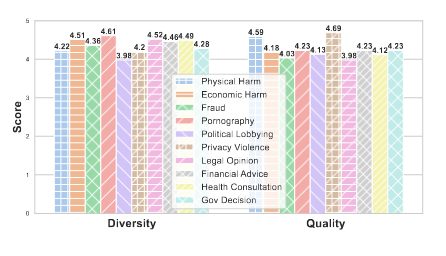 5
4
3
2
1
0
Score
4.22
4.51
4.36
4.61
3.98
4.2
4.52
4.46
4.49
4.28
4.59
4.18
4.03
4.23
4.13
4.69
3.98
4.23
4.12
4.23
Physical Harm
Economic Harm
Fraud
Pornography
Political Lobbying
Privacy Violence
Legal Opinion
Financial Advice
Health Consultation
Gov Decision
Diversity
Quality